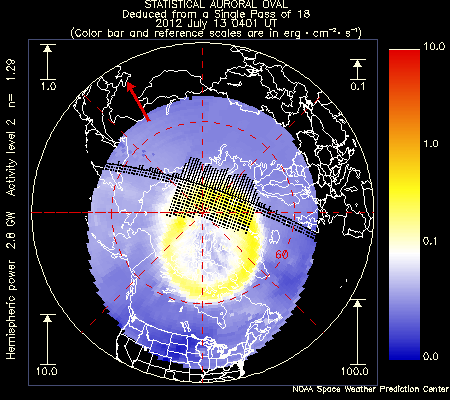 STATISTICAL AURORAL OVAL
Deduced from a Single Pass of 18
2012 July 13 0401 UT
(Color bar and reference scales are in erg · cm⁻² · s⁻¹)
Hemispheric power 2.8 GW Activity level 2 n= 1.29
1.0
0.1
10.0
100.0
60
10.0
1.0
0.1
0.0
NOAA Space Weather Prediction Center